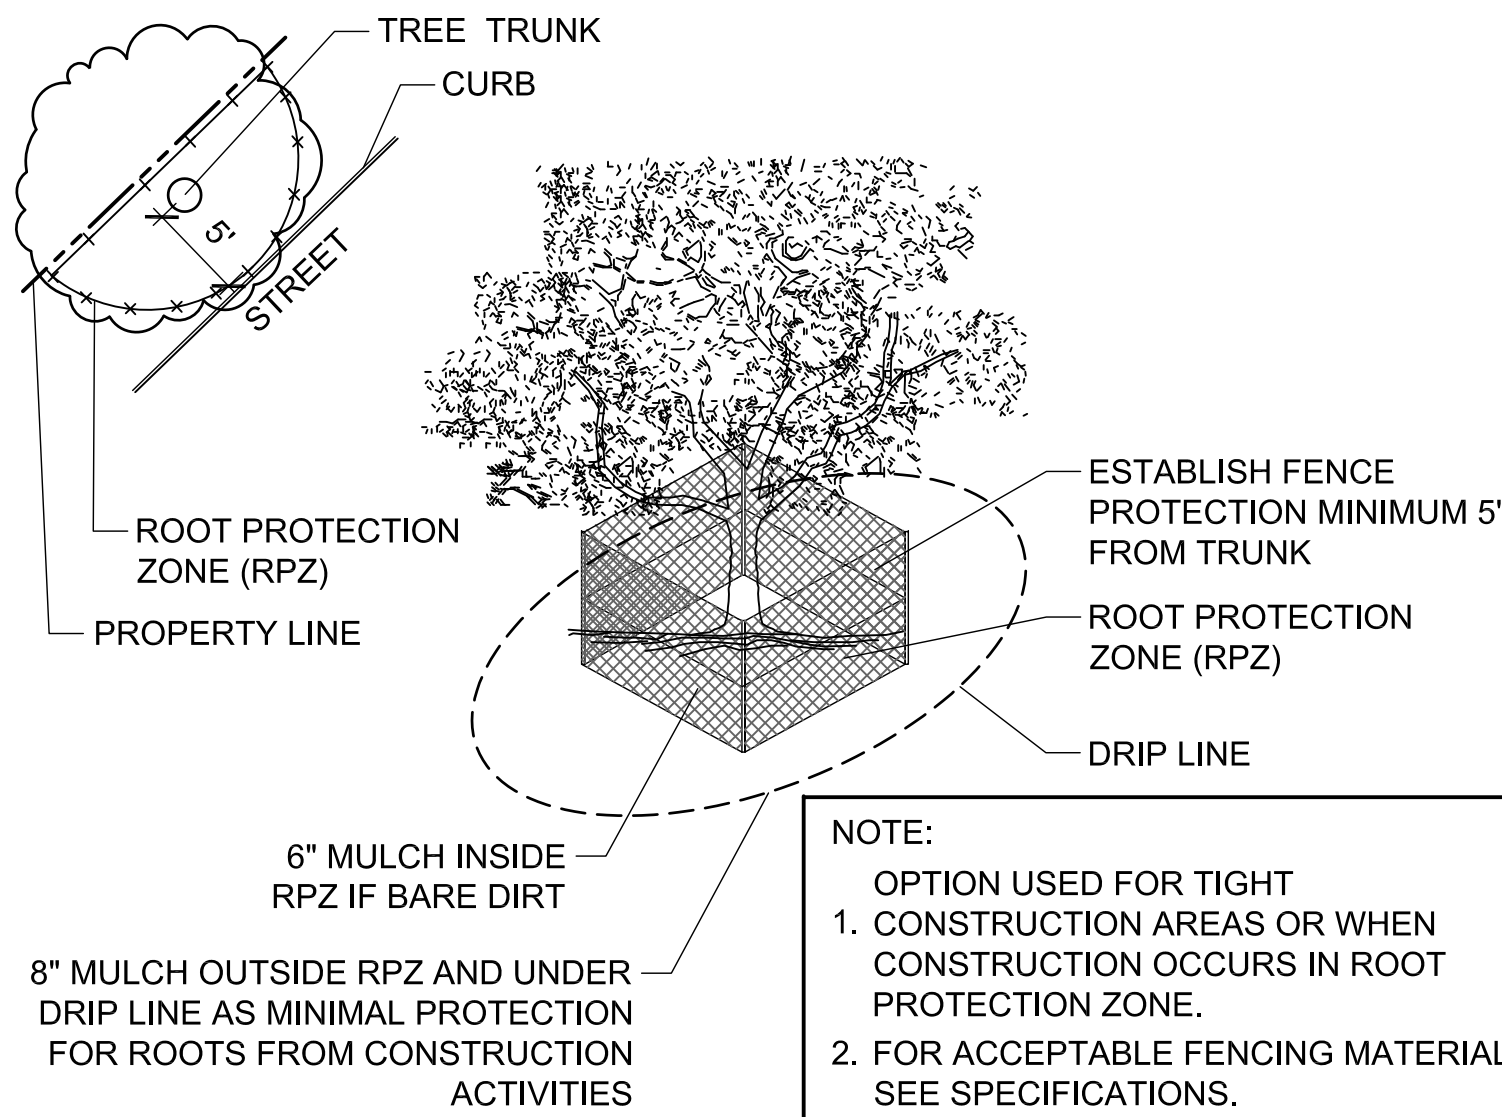 TREE TRUNK
CURB
5'
STREET
ROOT PROTECTION
ZONE (RPZ)
PROPERTY LINE
ESTABLISH FENCE
PROTECTION MINIMUM 5'
FROM TRUNK
ROOT PROTECTION
ZONE (RPZ)
DRIP LINE
6" MULCH INSIDE
RPZ IF BARE DIRT
8" MULCH OUTSIDE RPZ AND UNDER
DRIP LINE AS MINIMAL PROTECTION
FOR ROOTS FROM CONSTRUCTION
ACTIVITIES
NOTE:
OPTION USED FOR TIGHT
1. CONSTRUCTION AREAS OR WHEN
CONSTRUCTION OCCURS IN ROOT
PROTECTION ZONE.
2. FOR ACCEPTABLE FENCING MATERIAL
SEE SPECIFICATIONS.